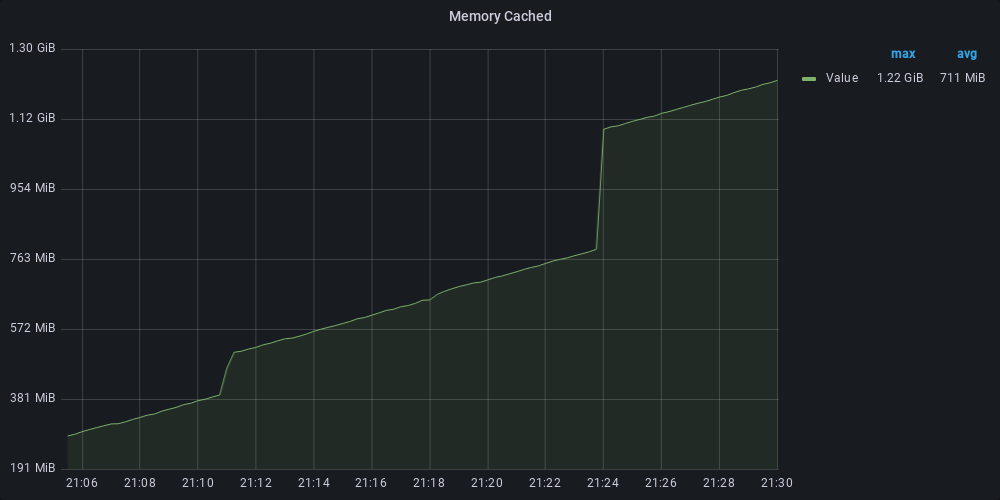 Memory Cached
max avg
Value 1.22 GiB 711 MiB
1.30 GiB
1.12 GiB
954 MiB
763 MiB
572 MiB
381 MiB
191 MiB
21:06 21:08 21:10 21:12 21:14 21:16 21:18 21:20 21:22 21:24 21:26 21:28 21:30